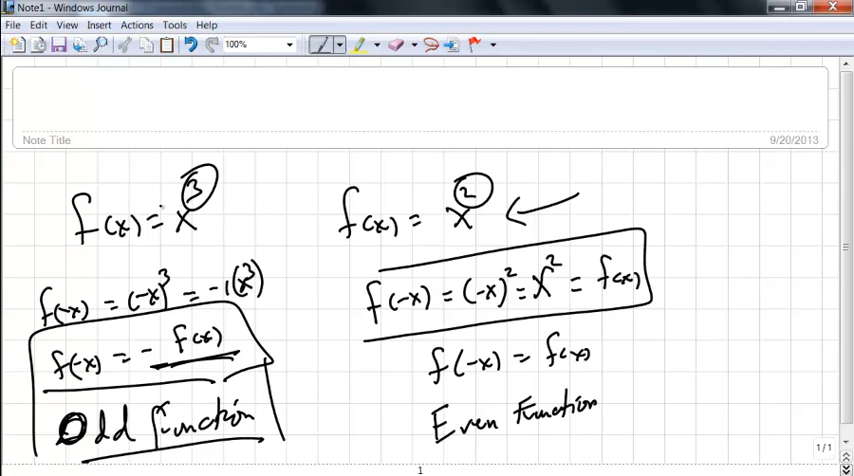 Note1 - Windows Journal
File Edit View Insert Actions Tools Help
100%
Note Title
9/20/2013
f(x) = x³
f(-x) = (-x)³ = -1(x³)
f(-x) = - f(x)
Odd function
f(x) = x²
f(-x) = (-x)² = x² = f(x)
f(-x) = f(x)
Even Function
1/1
1